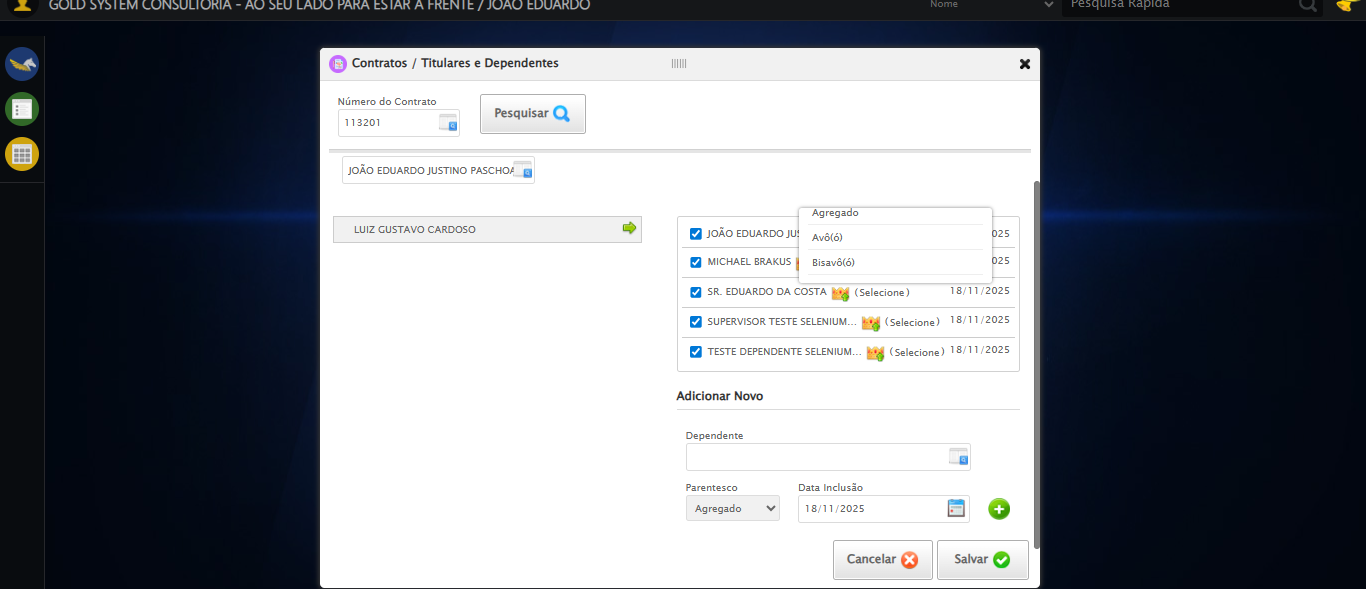 GOLD SYSTEM CONSULTORIA - AO SEU LADO PARA ESTAR À FRENTE / JOÃO EDUARDO
Nome
Pesquisa Rápida
Contratos / Titulares e Dependentes
Número do Contrato
113201
Pesquisar
JOÃO EDUARDO JUSTINO PASCHOA
LUIZ GUSTAVO CARDOSO
Agregado
Avô(ó)
Bisavô(ó)
JOÃO EDUARDO JUS 025
MICHAEL BRAKUS 025
SR. EDUARDO DA COSTA (Selecione) 18/11/2025
SUPERVISOR TESTE SELENIUM... (Selecione) 18/11/2025
TESTE DEPENDENTE SELENIUM... (Selecione) 18/11/2025
Adicionar Novo
Dependente
Parentesco
Data Inclusão
Agregado
18/11/2025
Cancelar
Salvar